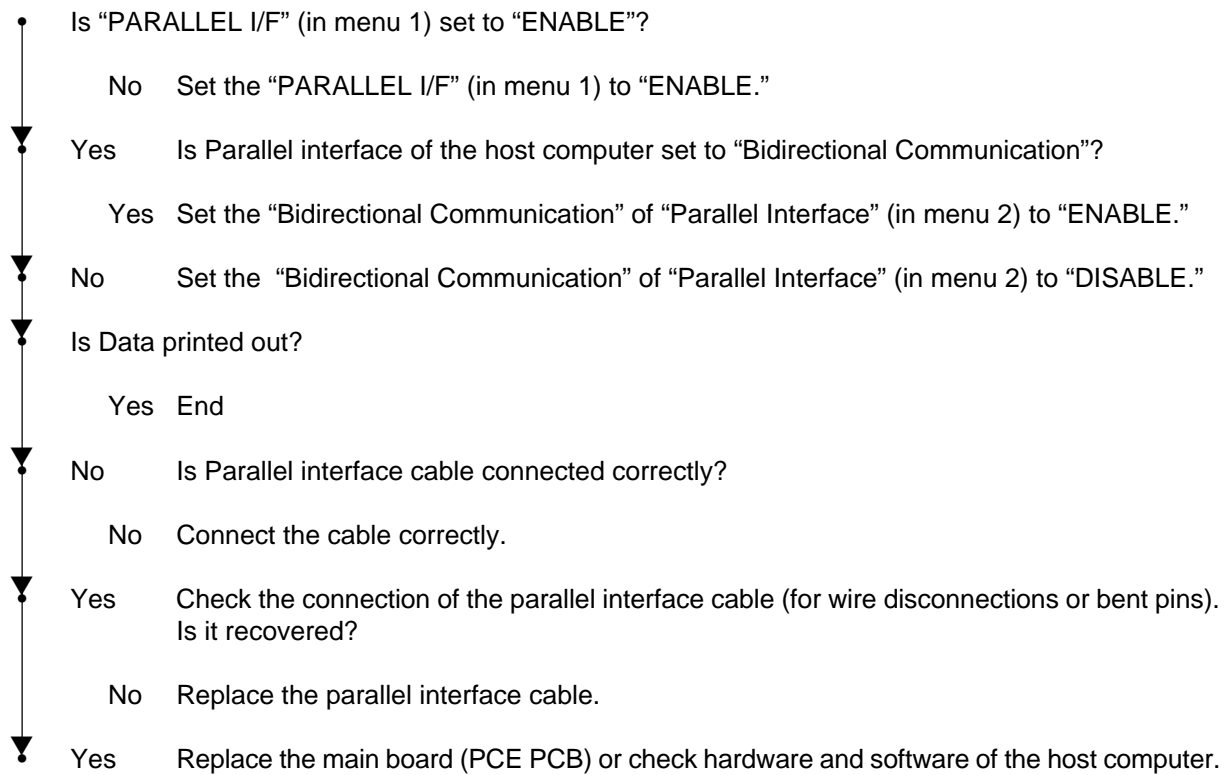 Is “PARALLEL I/F” (in menu 1) set to “ENABLE”?
No Set the “PARALLEL I/F” (in menu 1) to “ENABLE.”
Yes Is Parallel interface of the host computer set to “Bidirectional Communication”?
Yes Set the “Bidirectional Communication” of “Parallel Interface” (in menu 2) to “ENABLE.”
No Set the “Bidirectional Communication” of “Parallel Interface” (in menu 2) to “DISABLE.”
Is Data printed out?
Yes End
No Is Parallel interface cable connected correctly?
No Connect the cable correctly.
Yes Check the connection of the parallel interface cable (for wire disconnections or bent pins).
Is it recovered?
No Replace the parallel interface cable.
Yes Replace the main board (PCE PCB) or check hardware and software of the host computer.